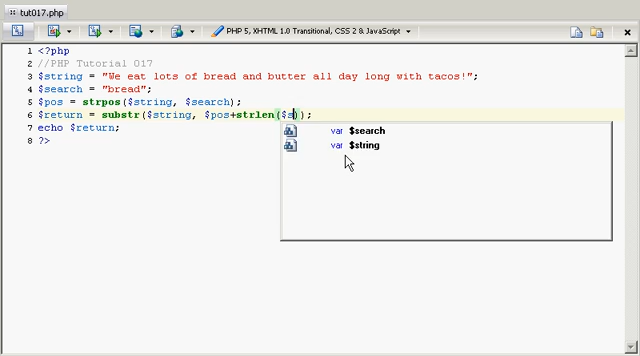 tut017.php
PHP 5, XHTML 1.0 Transitional, CSS 2 & JavaScript
1 <?php
2 //PHP Tutorial 017
3 $string = "We eat lots of bread and butter all day long with tacos!";
4 $search = "bread";
5 $pos = strpos($string, $search);
6 $return = substr($string, $pos+strlen($s));
7 echo $return;
8 ?>
var $search
var $string